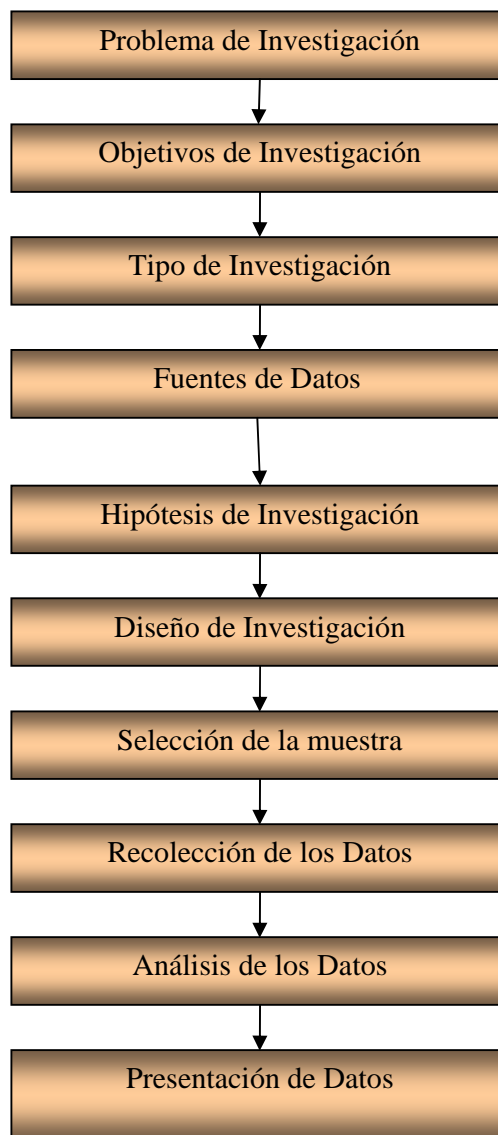 Problema de Investigación
Objetivos de Investigación
Tipo de Investigación
Fuentes de Datos
Hipótesis de Investigación
Diseño de Investigación
Selección de la muestra
Recolección de los Datos
Análisis de los Datos
Presentación de Datos